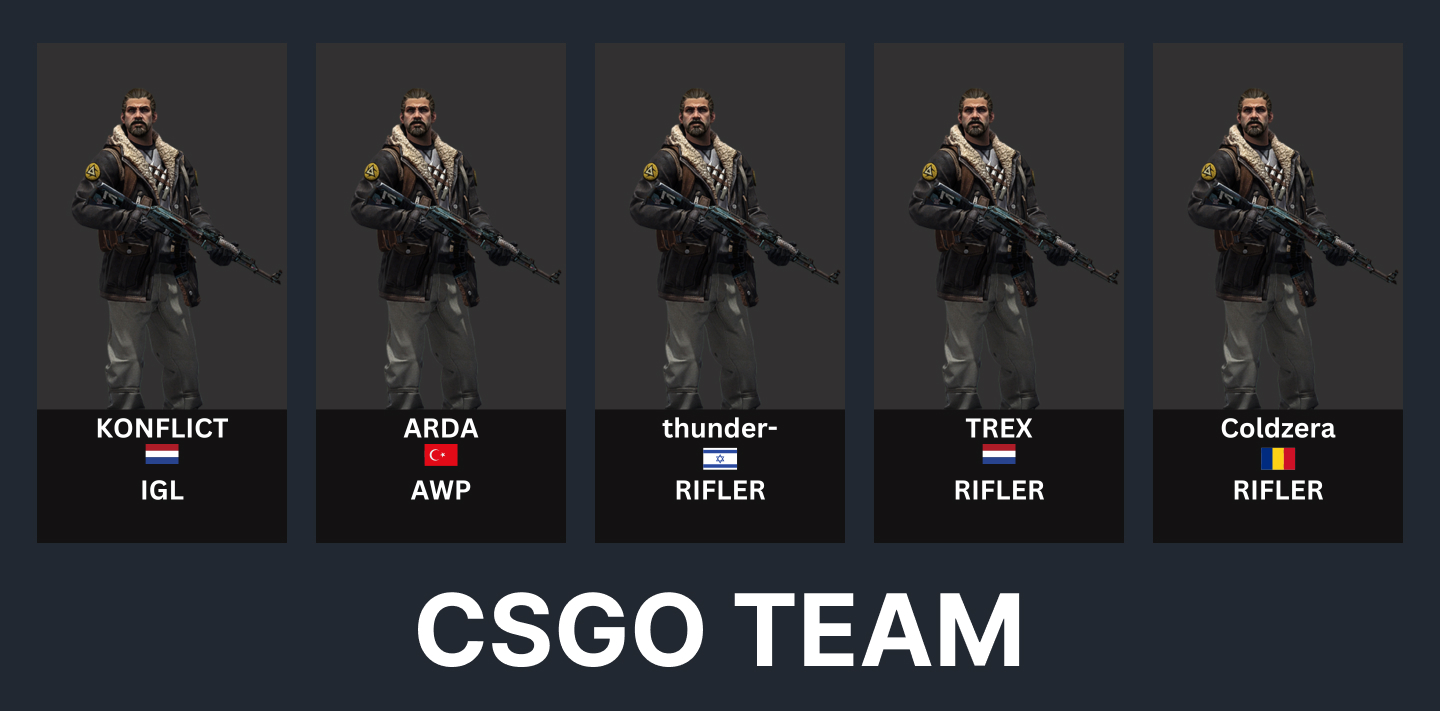 KONFLICT
IGL
ARDA
AWP
thunder-
RIFLER
TREX
RIFLER
Coldzera
RIFLER
CSGO TEAM